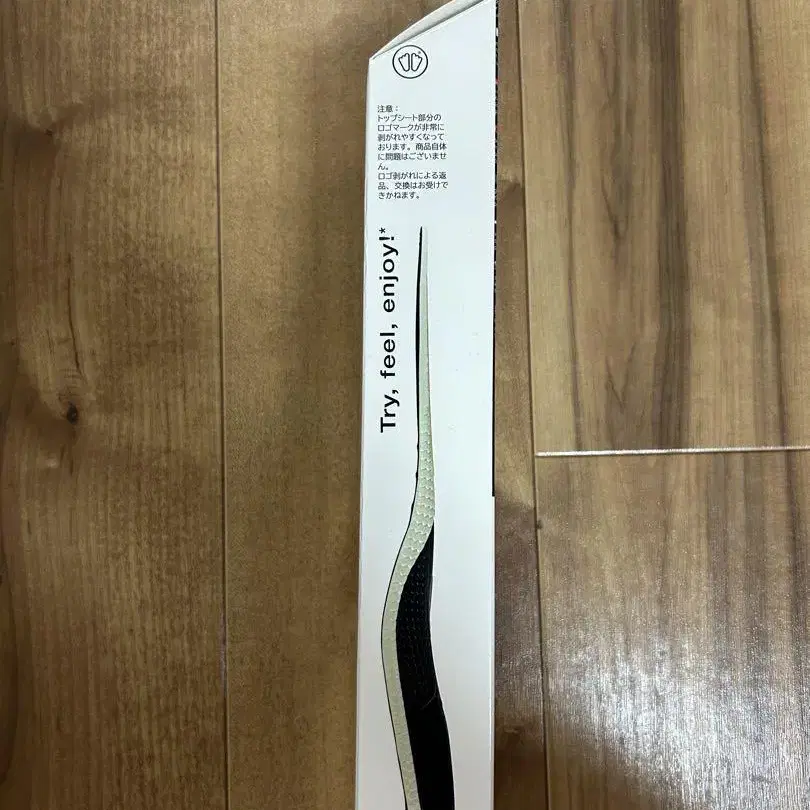 注意：
トップシート部分の
ロゴマークが非常に
剥がれやすくなって
おります。商品自体
に問題はございませ
ん。
ロゴ剥がれによる返
品、交換はお受けで
きかねます。
Try, feel, enjoy!*